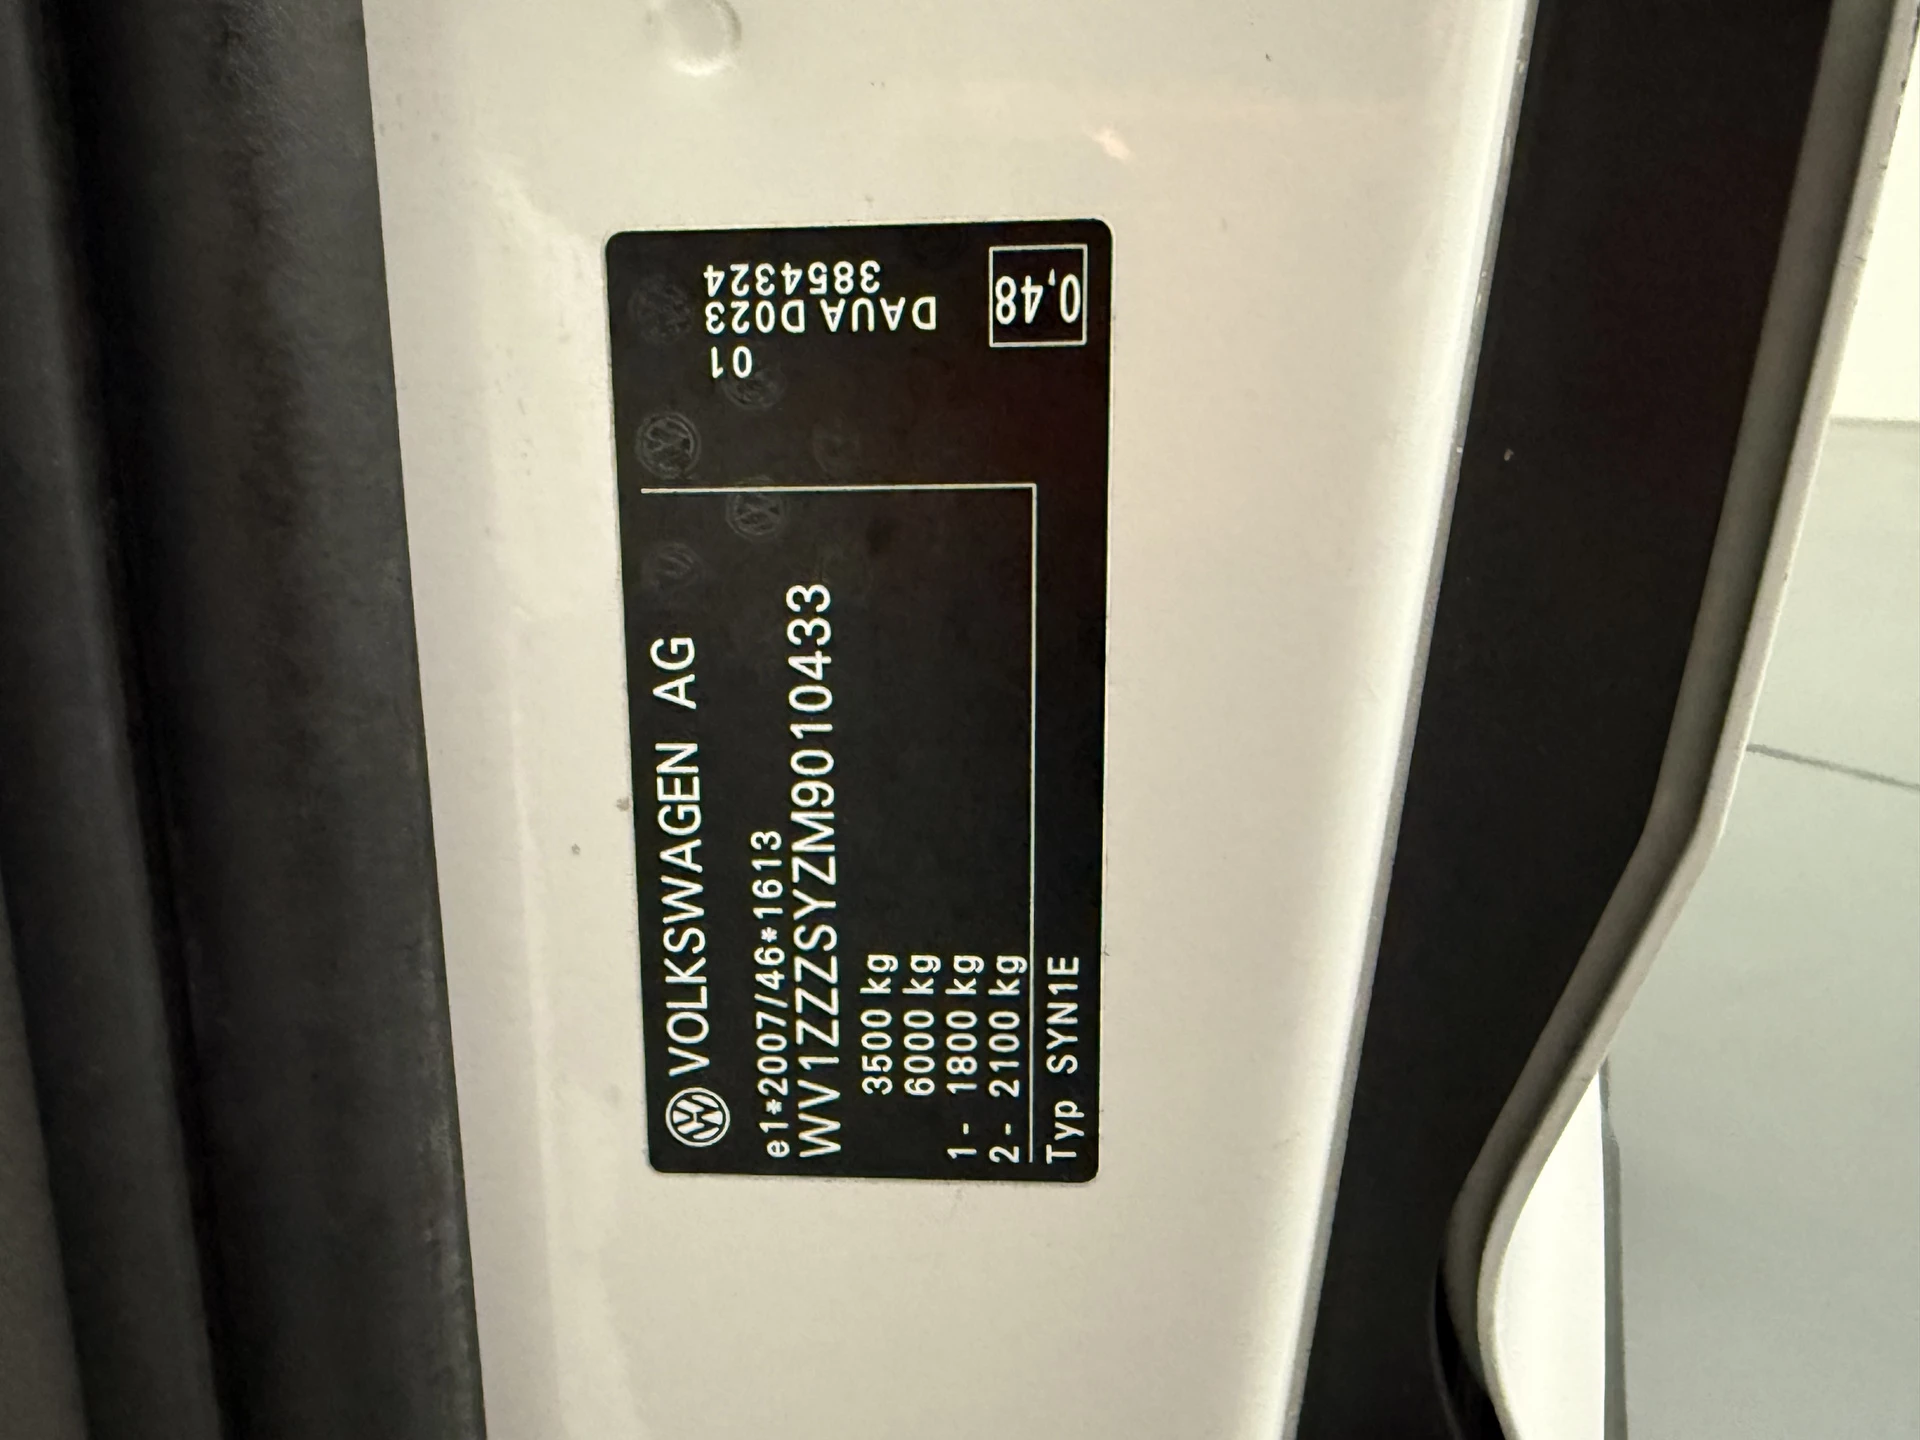 VOLKSWAGEN AG
e1*2007/46*1613
WV1ZZZSYZM9010433
3500 kg
6000 kg
1- 1800 kg
2- 2100 kg
Typ SYN1E
01
DAUA D023
3854324
0,48